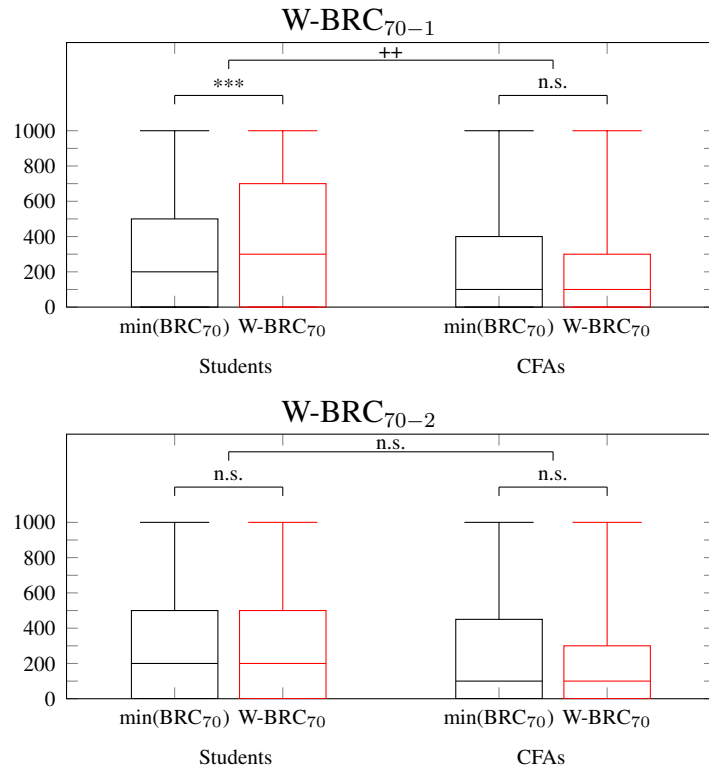 W-BRC70−1
++
*** n.s.
1000
800
600
400
200
0
min(BRC70) W-BRC70 min(BRC70) W-BRC70
Students CFAs
W-BRC70−2
n.s.
n.s. n.s.
1000
800
600
400
200
0
min(BRC70) W-BRC70 min(BRC70) W-BRC70
Students CFAs